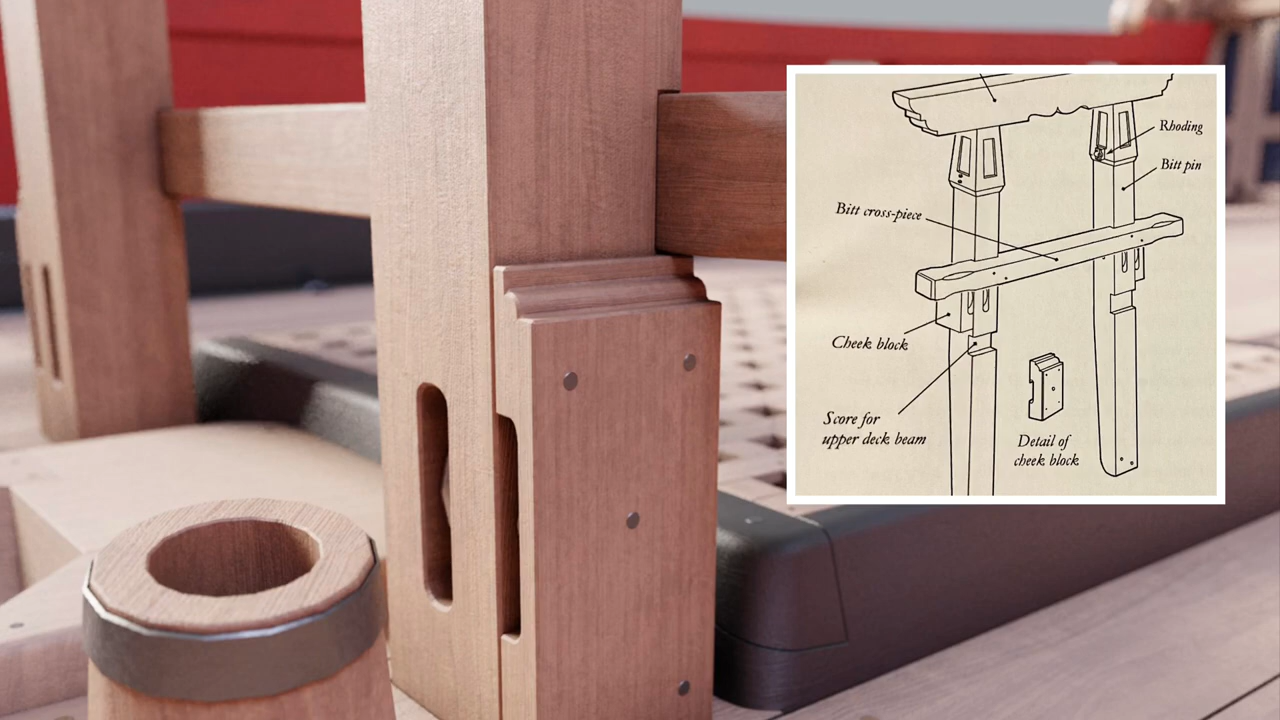 Rhoding
Bitt pin
Bitt cross-piece
Cheek block
Score for
upper deck beam
Detail of
cheek block